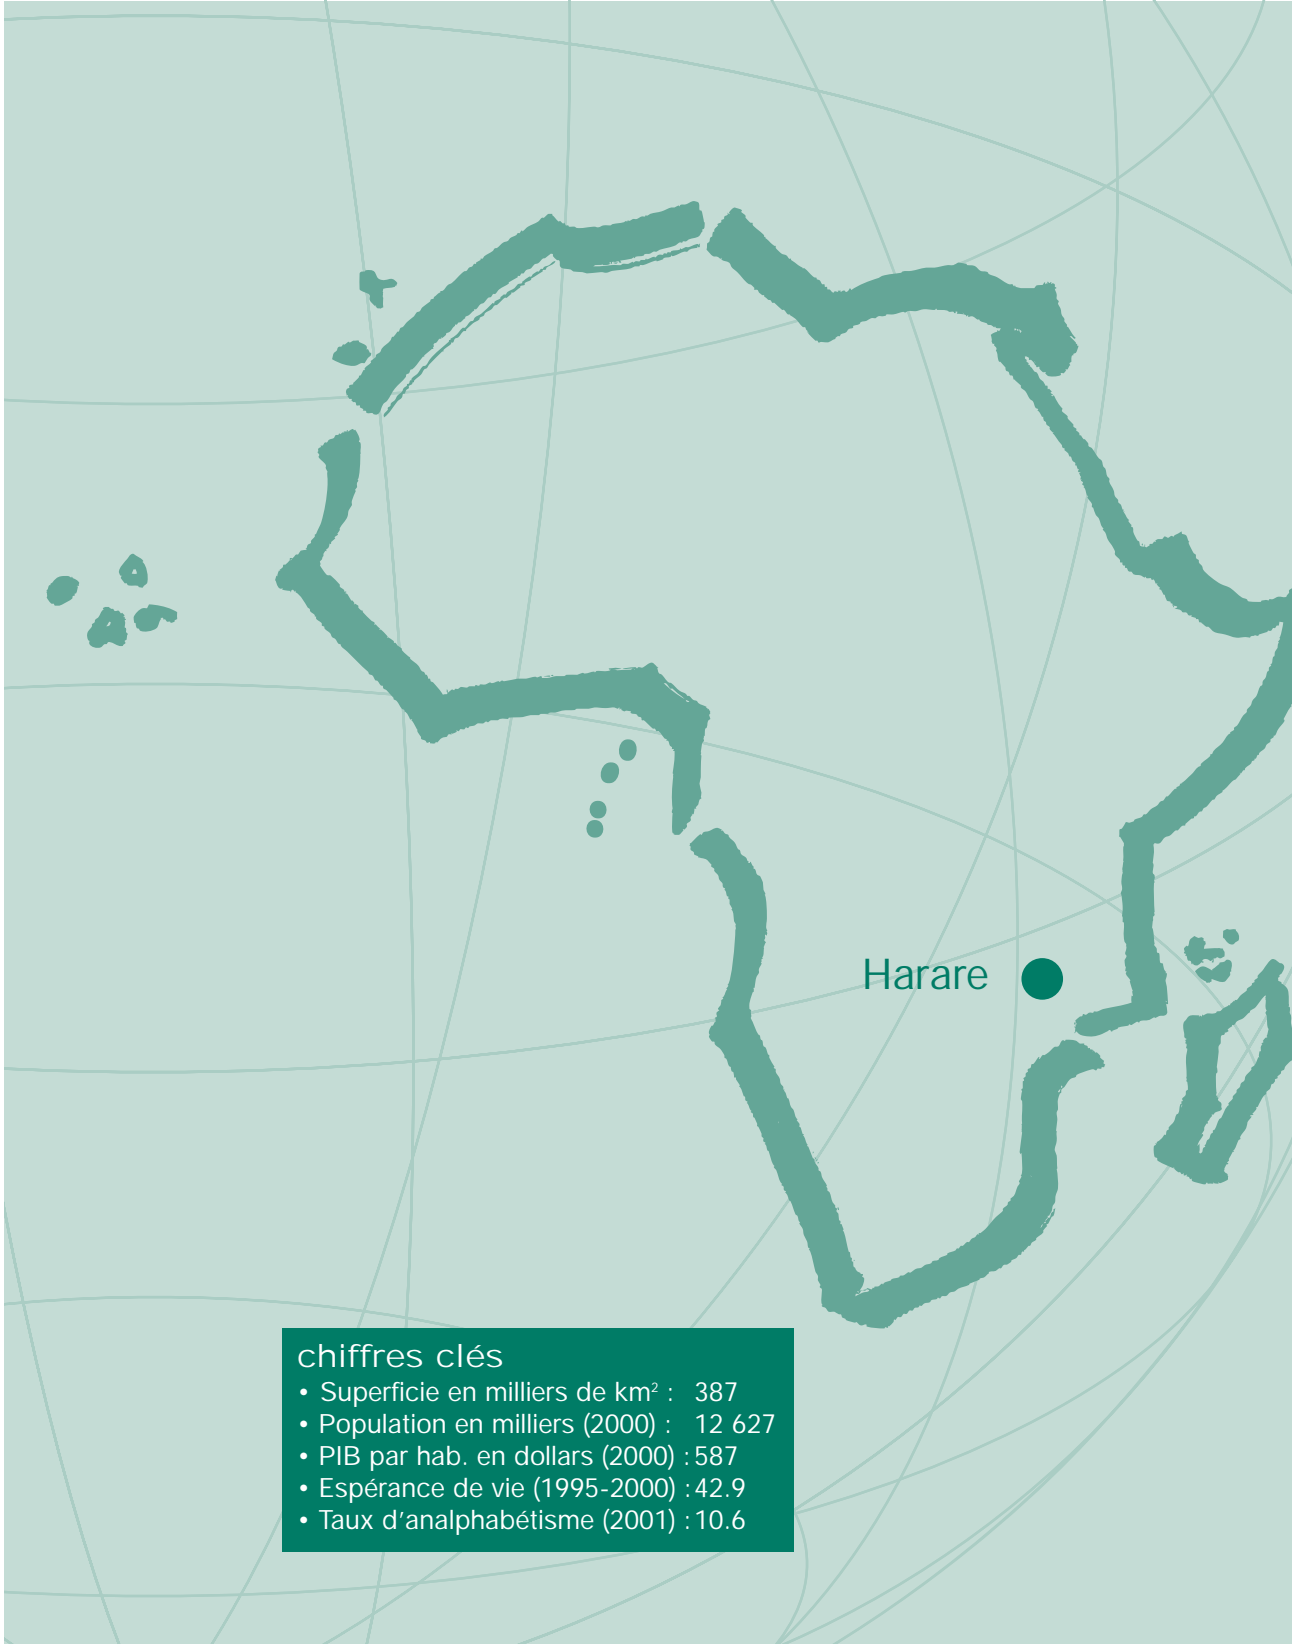 Harare
chiffres clés
• Superficie en milliers de km² : 387
• Population en milliers (2000) : 12 627
• PIB par hab. en dollars (2000) : 587
• Espérance de vie (1995-2000) : 42.9
• Taux d'analphabétisme (2001) : 10.6